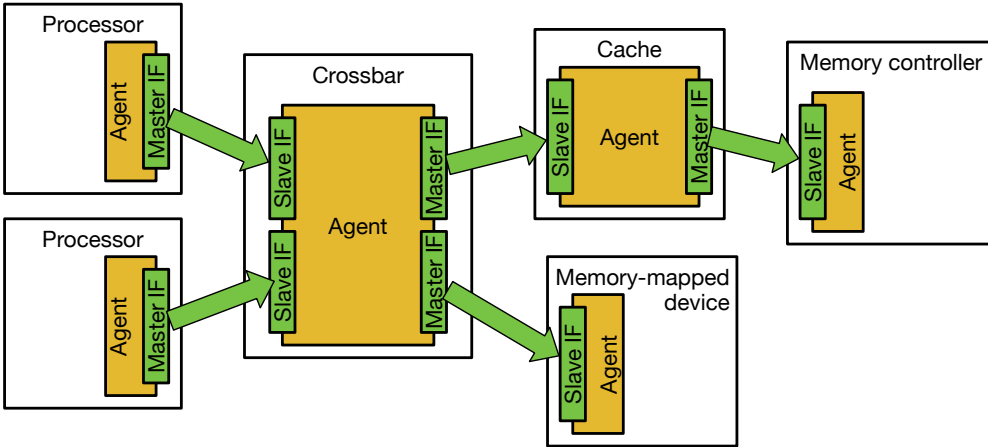 Processor
Agent
Master IF
Processor
Agent
Master IF
Crossbar
Slave IF
Slave IF
Agent
Master IF
Master IF
Cache
Slave IF
Agent
Master IF
Memory controller
Slave IF
Agent
Memory-mapped
device
Slave IF
Agent